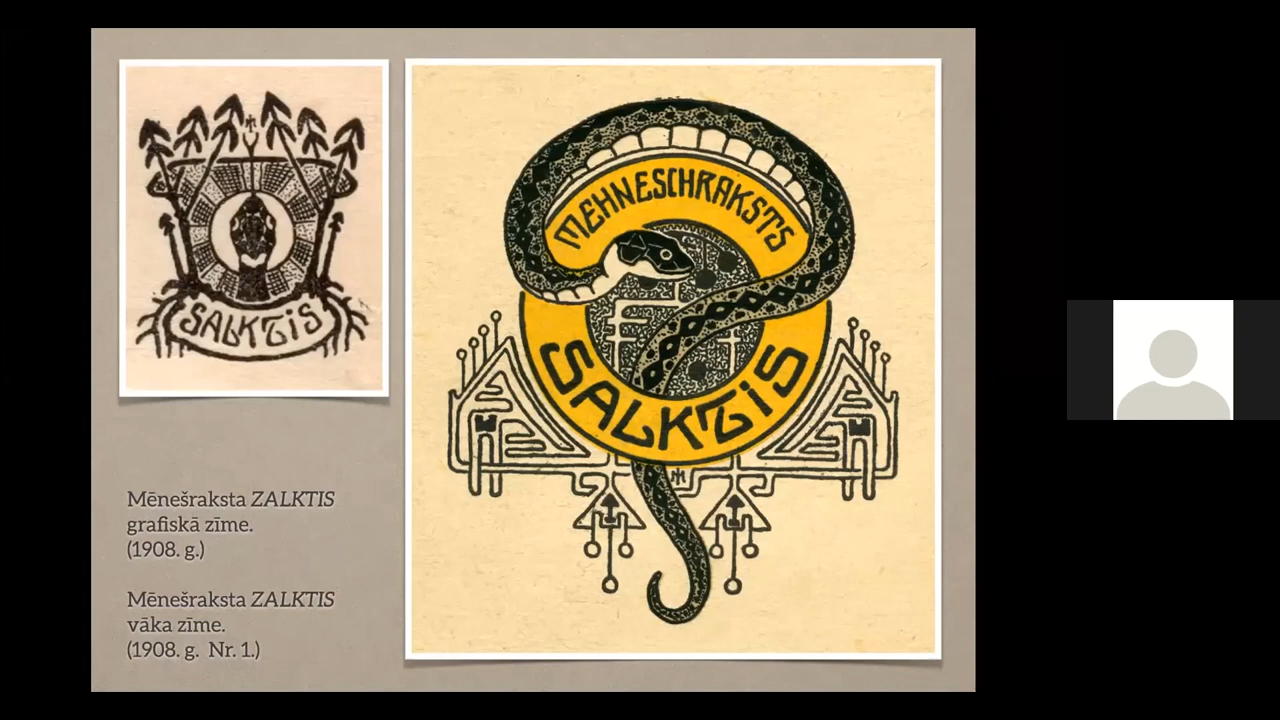 SALKTIS
MEHNESCHRAKSTS
SALKTIS
Mēnešraksta ZALKTIS
grafiskā zīme.
(1908. g.)
Mēnešraksta ZALKTIS
vāka zīme.
(1908. g. Nr. 1.)